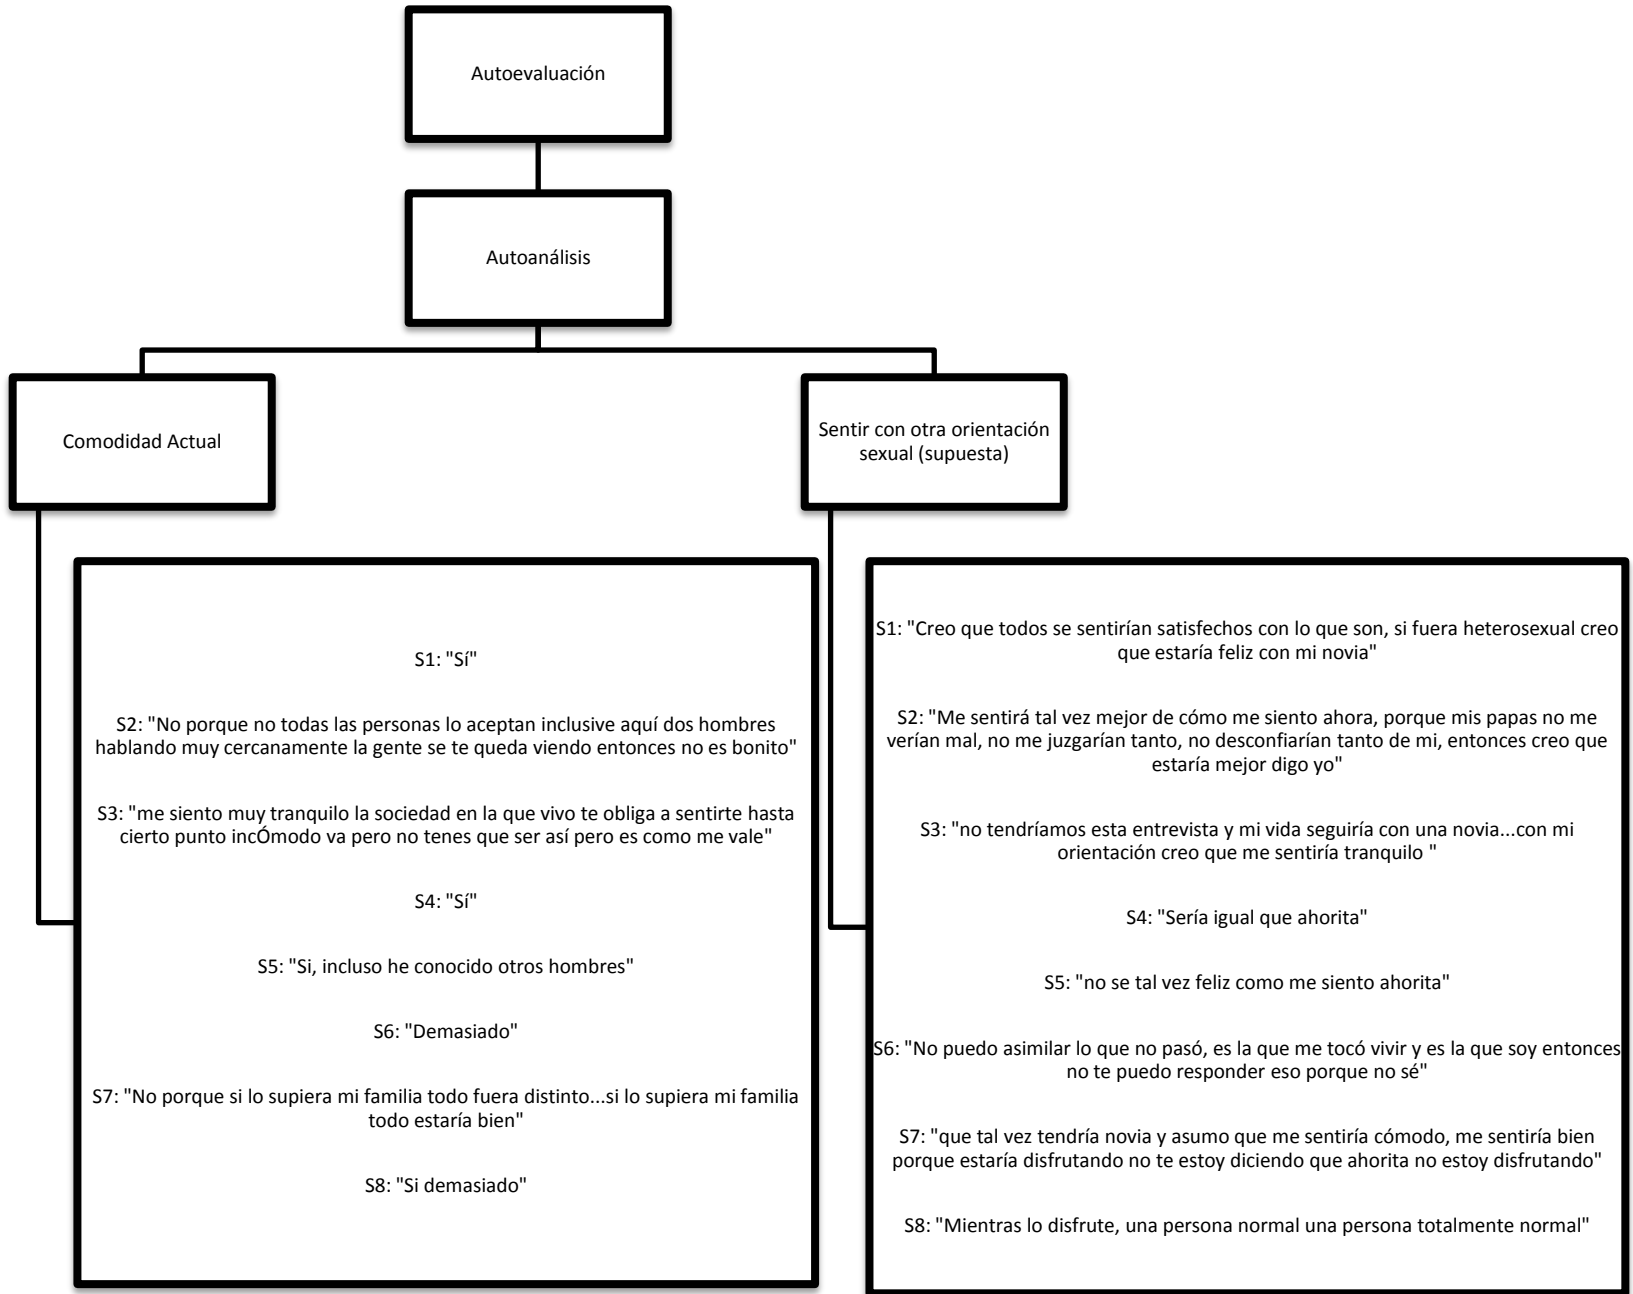 Autoevaluación
Autoanálisis
Comodidad Actual
Sentir con otra orientación
sexual (supuesta)
S1: "Sí"
S2: "No porque no todas las personas lo aceptan inclusive aquí dos hombres
hablando muy cercanamente la gente se te queda viendo entonces no es bonito"
S3: "me siento muy tranquilo la sociedad en la que vivo te obliga a sentirte hasta
cierto punto incÓmodo va pero no tenes que ser así pero es como me vale"
S4: "Sí"
S5: "Si, incluso he conocido otros hombres"
S6: "Demasiado"
S7: "No porque si lo supiera mi familia todo fuera distinto...si lo supiera mi familia
todo estaría bien"
S8: "Si demasiado"
S1: "Creo que todos se sentirían satisfechos con lo que son, si fuera heterosexual creo
que estaría feliz con mi novia"
S2: "Me sentirá tal vez mejor de cómo me siento ahora, porque mis papas no me
verían mal, no me juzgarían tanto, no desconfiarían tanto de mi, entonces creo que
estaría mejor digo yo"
S3: "no tendríamos esta entrevista y mi vida seguiría con una novia...con mi
orientación creo que me sentiría tranquilo "
S4: "Sería igual que ahorita"
S5: "no se tal vez feliz como me siento ahorita"
S6: "No puedo asimilar lo que no pasó, es la que me tocó vivir y es la que soy entonces
no te puedo responder eso porque no sé"
S7: "que tal vez tendría novia y asumo que me sentiría cómodo, me sentiría bien
porque estaría disfrutando no te estoy diciendo que ahorita no estoy disfrutando"
S8: "Mientras lo disfrute, una persona normal una persona totalmente normal"